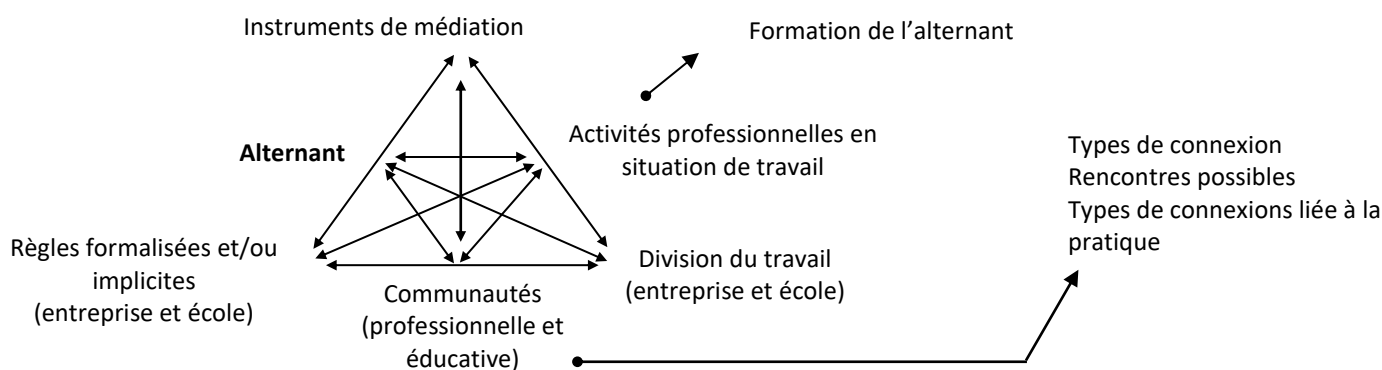 Instruments de médiation
Formation de l’alternant
Alternant
Activités professionnelles en
situation de travail
Types de connexion
Rencontres possibles
Types de connexions liée à la
pratique
Règles formalisées et/ou
implicites
(entreprise et école)
Communautés
(professionnelle et
éducative)
Division du travail
(entreprise et école)